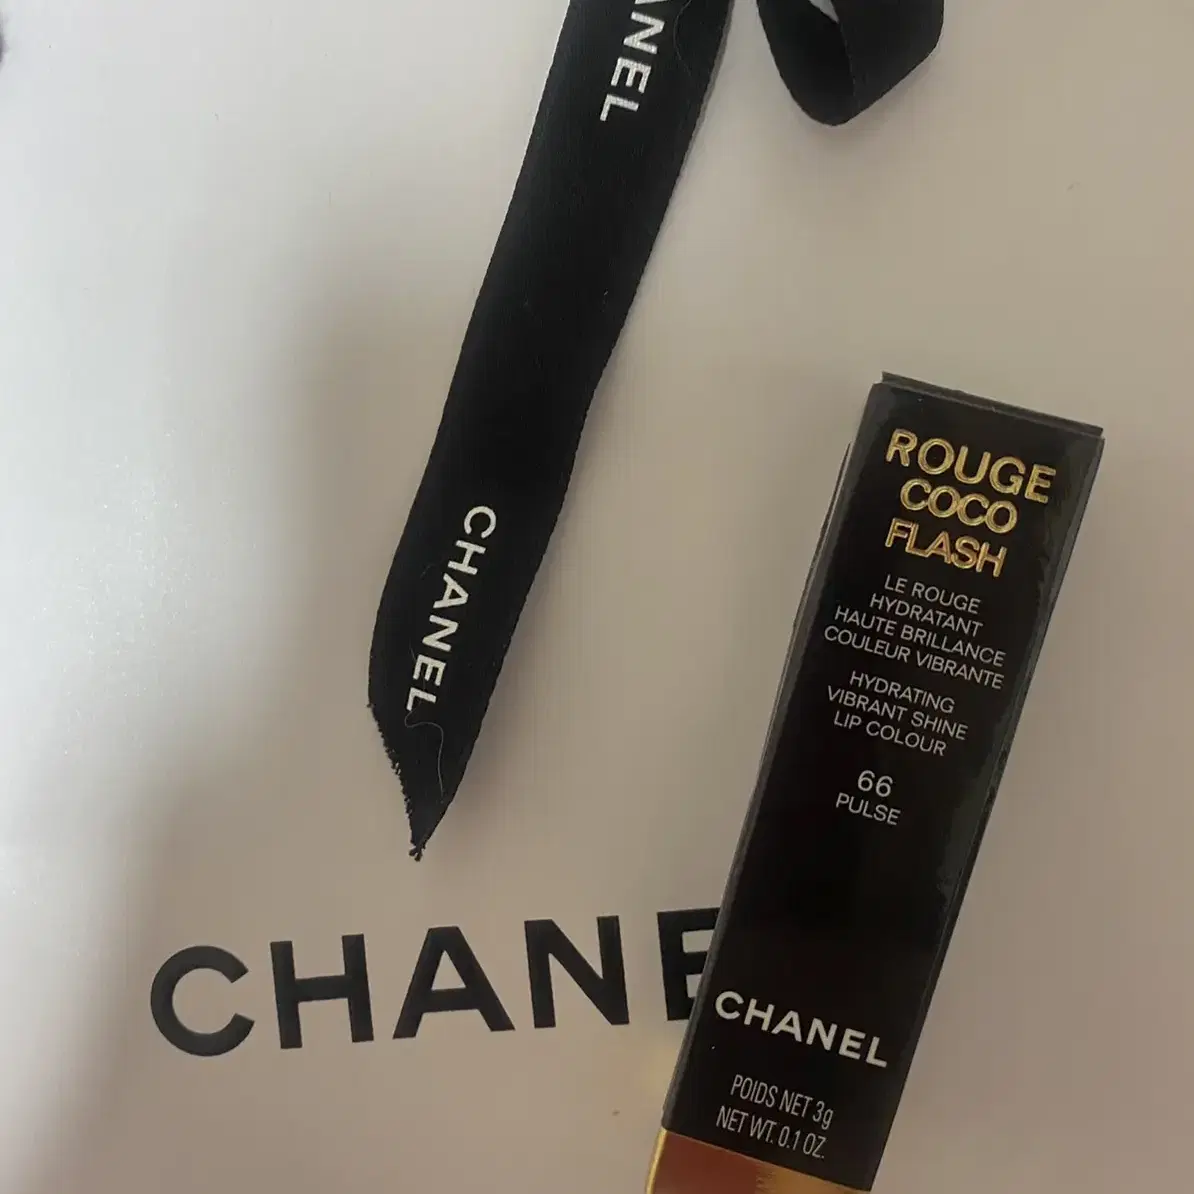 ANEL
CHANEL
ROUGE
COCO
FLASH
LE ROUGE
HYDRATANT
HAUTE BRILLANCE
COULEUR VIBRANTE
HYDRATING
VIBRANT SHINE
LIP COLOUR
66
PULSE
CHANE
CHANEL
POIDS NET 3g
NET WT. 0.1 OZ.